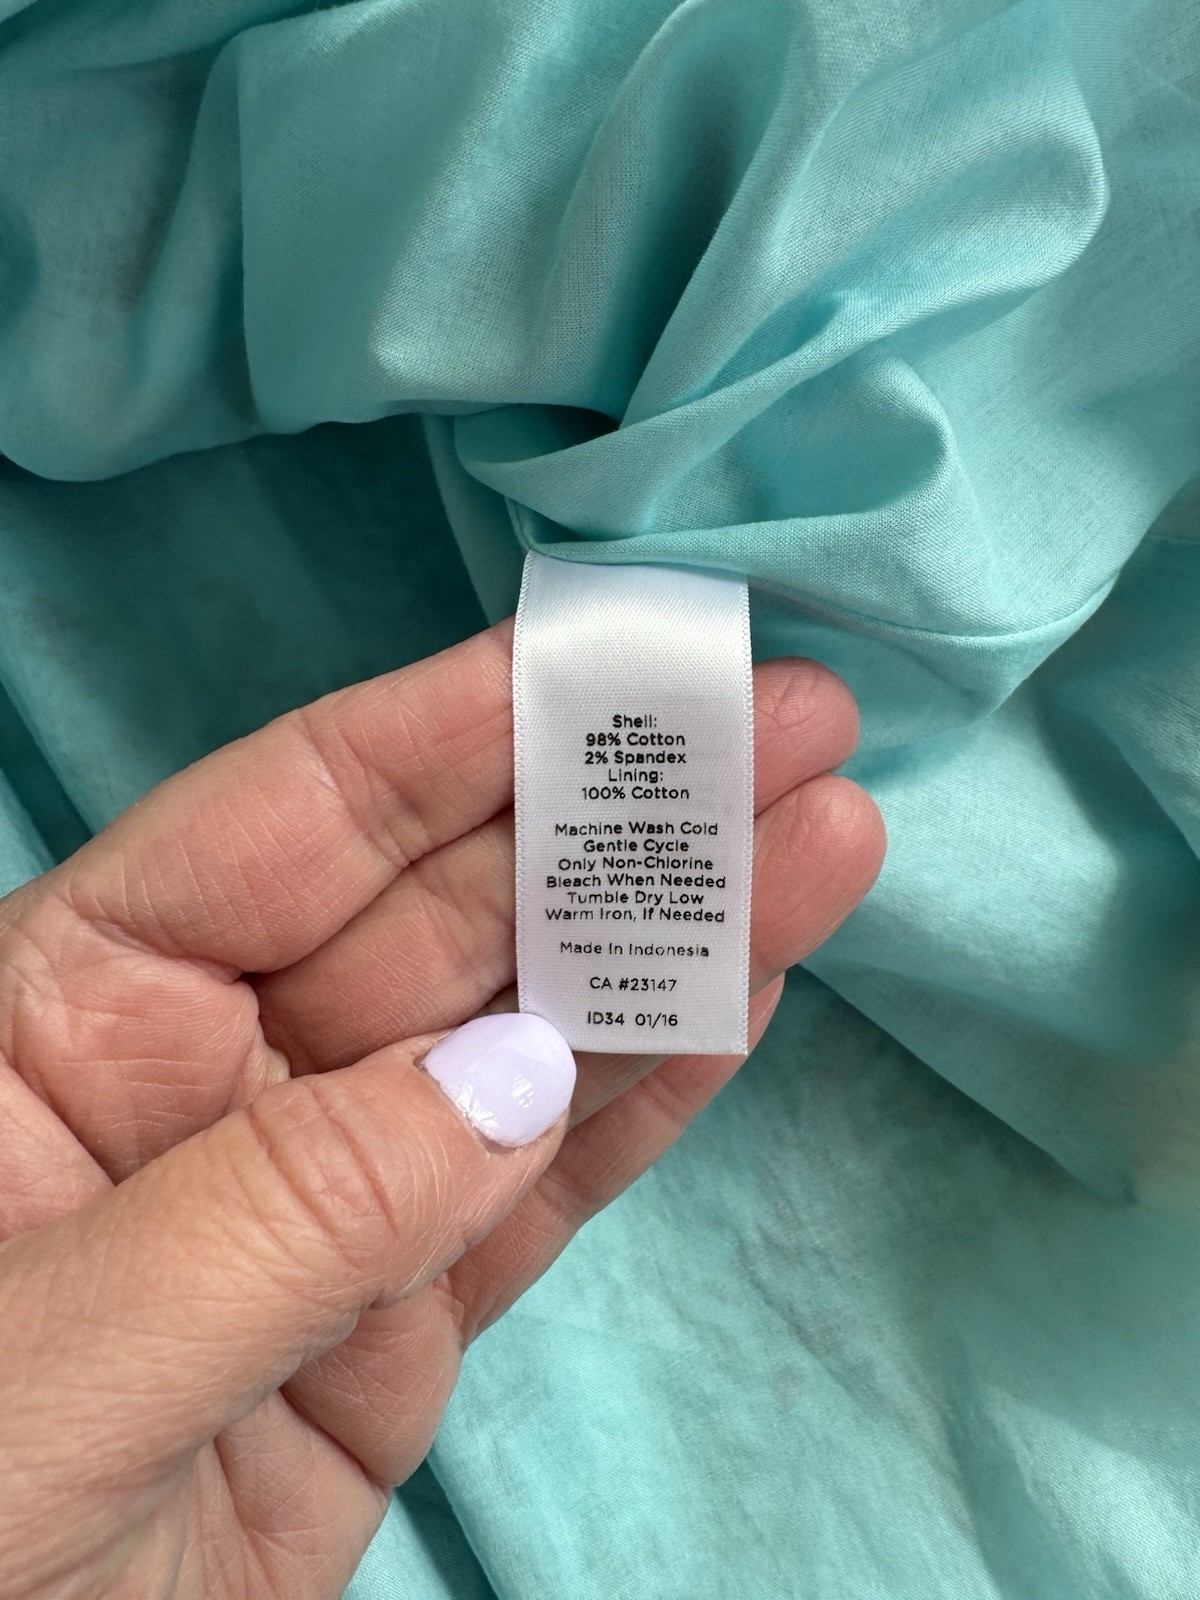 Shell:
98% Cotton
2% Spandex
Lining:
100% Cotton
Machine Wash Cold
Gentle Cycle
Only Non-Chlorine
Bleach When Needed
Tumble Dry Low
Warm Iron, If Needed
Made In Indonesia
CA #23147
ID34 01/16